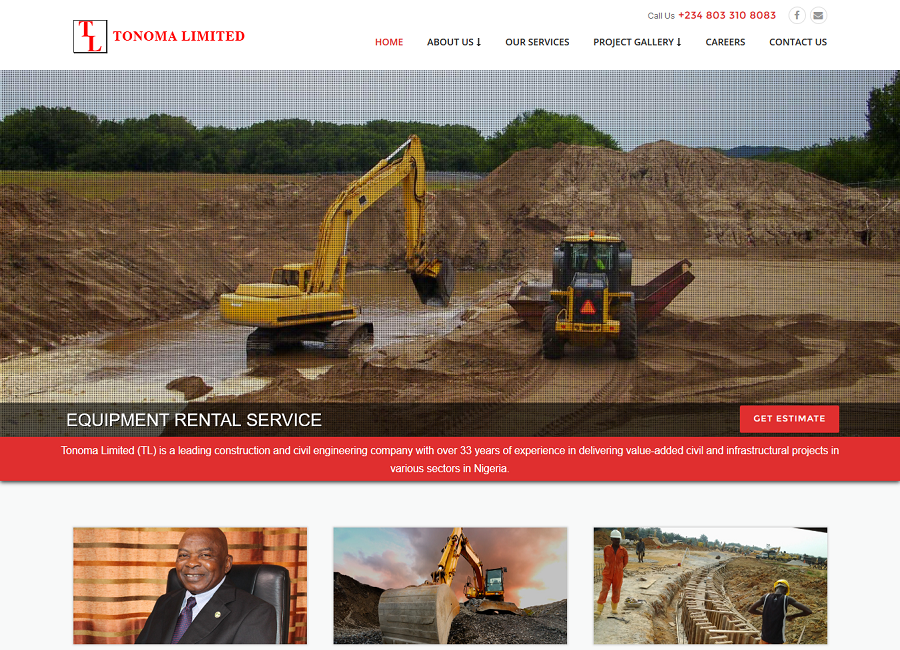 Call Us +234 803 310 8083
TL TONOMA LIMITED
HOME ABOUT US OUR SERVICES PROJECT GALLERY CAREERS CONTACT US
EQUIPMENT RENTAL SERVICE
GET ESTIMATE
Tonoma Limited (TL) is a leading construction and civil engineering company with over 33 years of experience in delivering value-added civil and infrastructural projects in
various sectors in Nigeria.